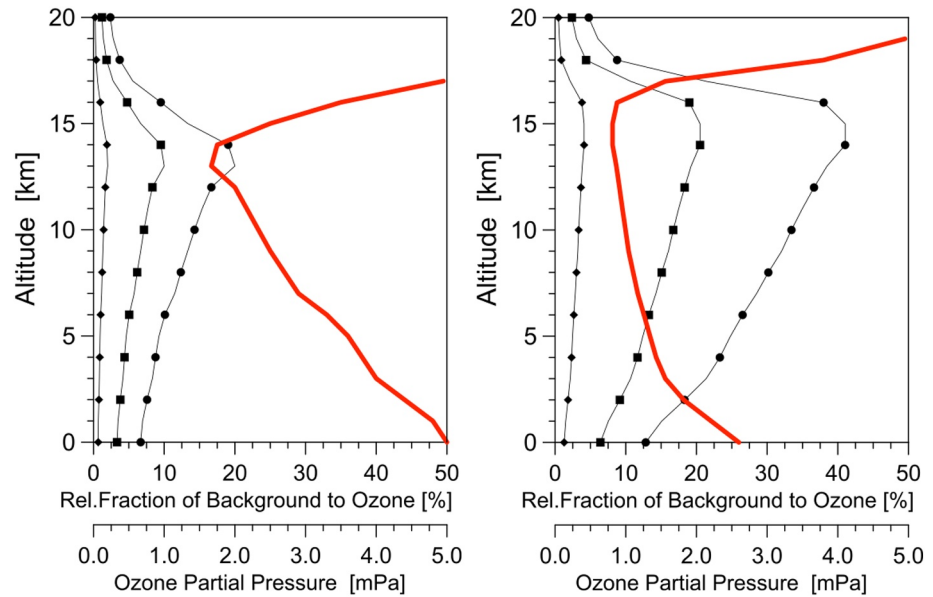 20
15
10
5
0
Altitude [km]
0 10 20 30 40 50
Rel.Fraction of Background to Ozone [%]
0.0 1.0 2.0 3.0 4.0 5.0
Ozone Partial Pressure [mPa]
20
15
10
5
0
Altitude [km]
0 10 20 30 40 50
Rel.Fraction of Background to Ozone [%]
0.0 1.0 2.0 3.0 4.0 5.0
Ozone Partial Pressure [mPa]